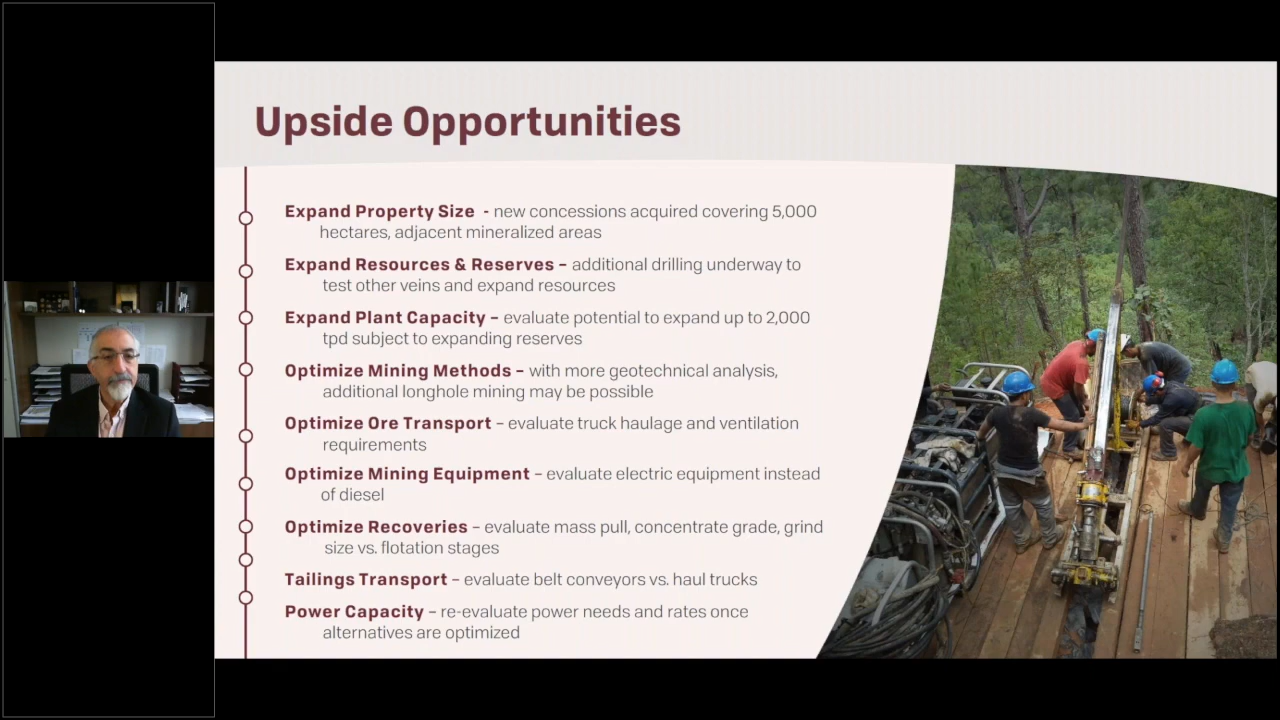 Upside Opportunities
Expand Property Size - new concessions acquired covering 5,000
hectares, adjacent mineralized areas
Expand Resources & Reserves – additional drilling underway to
test other veins and expand resources
Expand Plant Capacity – evaluate potential to expand up to 2,000
tpd subject to expanding reserves
Optimize Mining Methods – with more geotechnical analysis,
additional longhole mining may be possible
Optimize Ore Transport – evaluate truck haulage and ventilation
requirements
Optimize Mining Equipment – evaluate electric equipment instead
of diesel
Optimize Recoveries – evaluate mass pull, concentrate grade, grind
size vs. flotation stages
Tailings Transport – evaluate belt conveyors vs. haul trucks
Power Capacity – re-evaluate power needs and rates once
alternatives are optimized